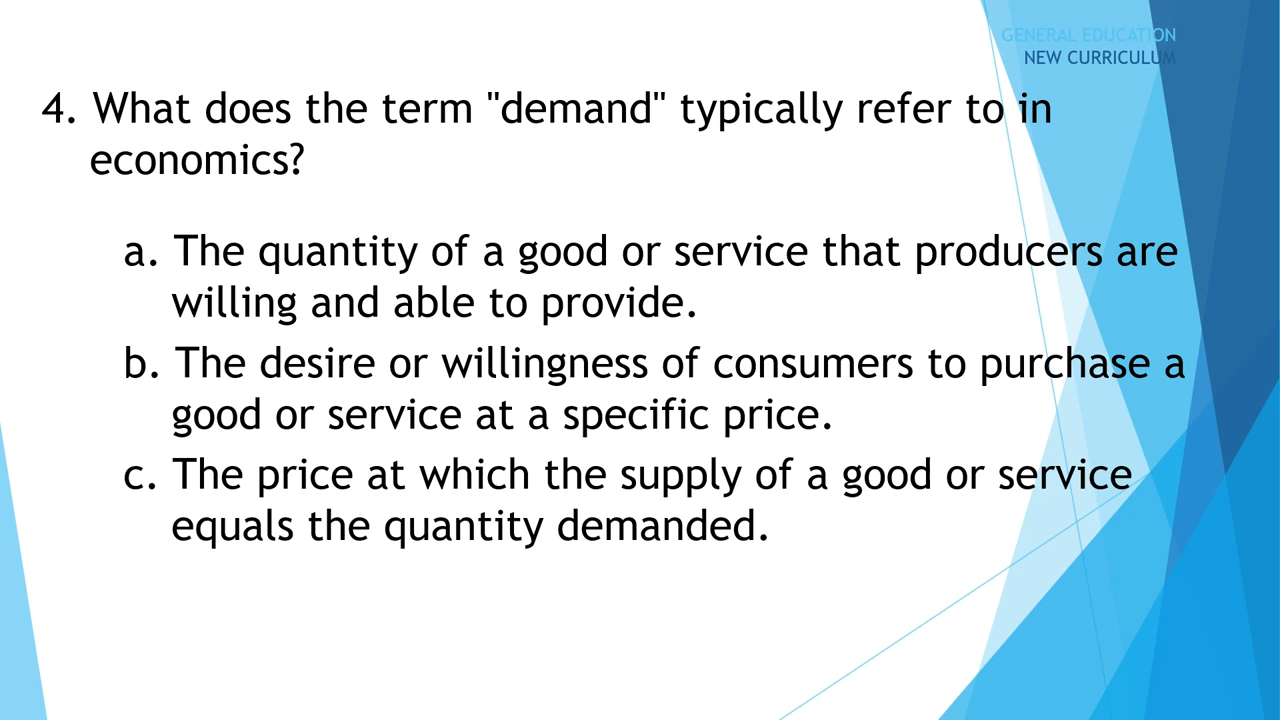 GENERAL EDUCATION
NEW CURRICULUM
4. What does the term "demand" typically refer to in
economics?
a. The quantity of a good or service that producers are
willing and able to provide.
b. The desire or willingness of consumers to purchase a
good or service at a specific price.
c. The price at which the supply of a good or service
equals the quantity demanded.